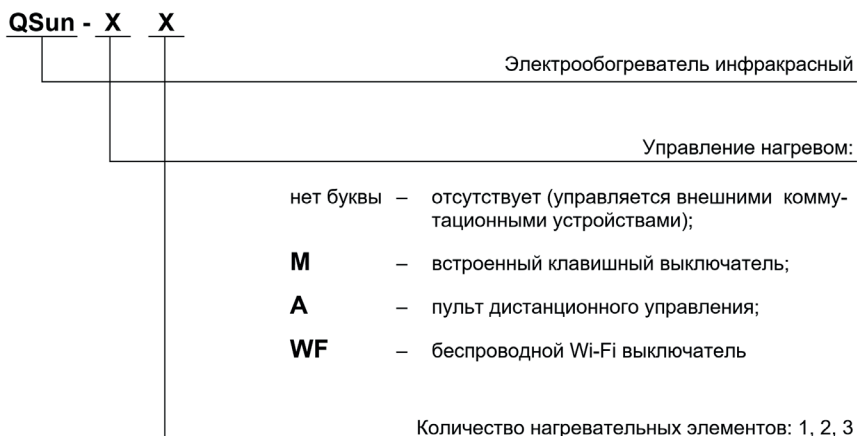 QSun - X X
Электрообогреватель инфракрасный
Управление нагревом:
нет буквы – отсутствует (управляется внешними комму-
тационными устройствами);
M – встроенный клавишный выключатель;
A – пульт дистанционного управления;
WF – беспроводной Wi-Fi выключатель
Количество нагревательных элементов: 1, 2, 3